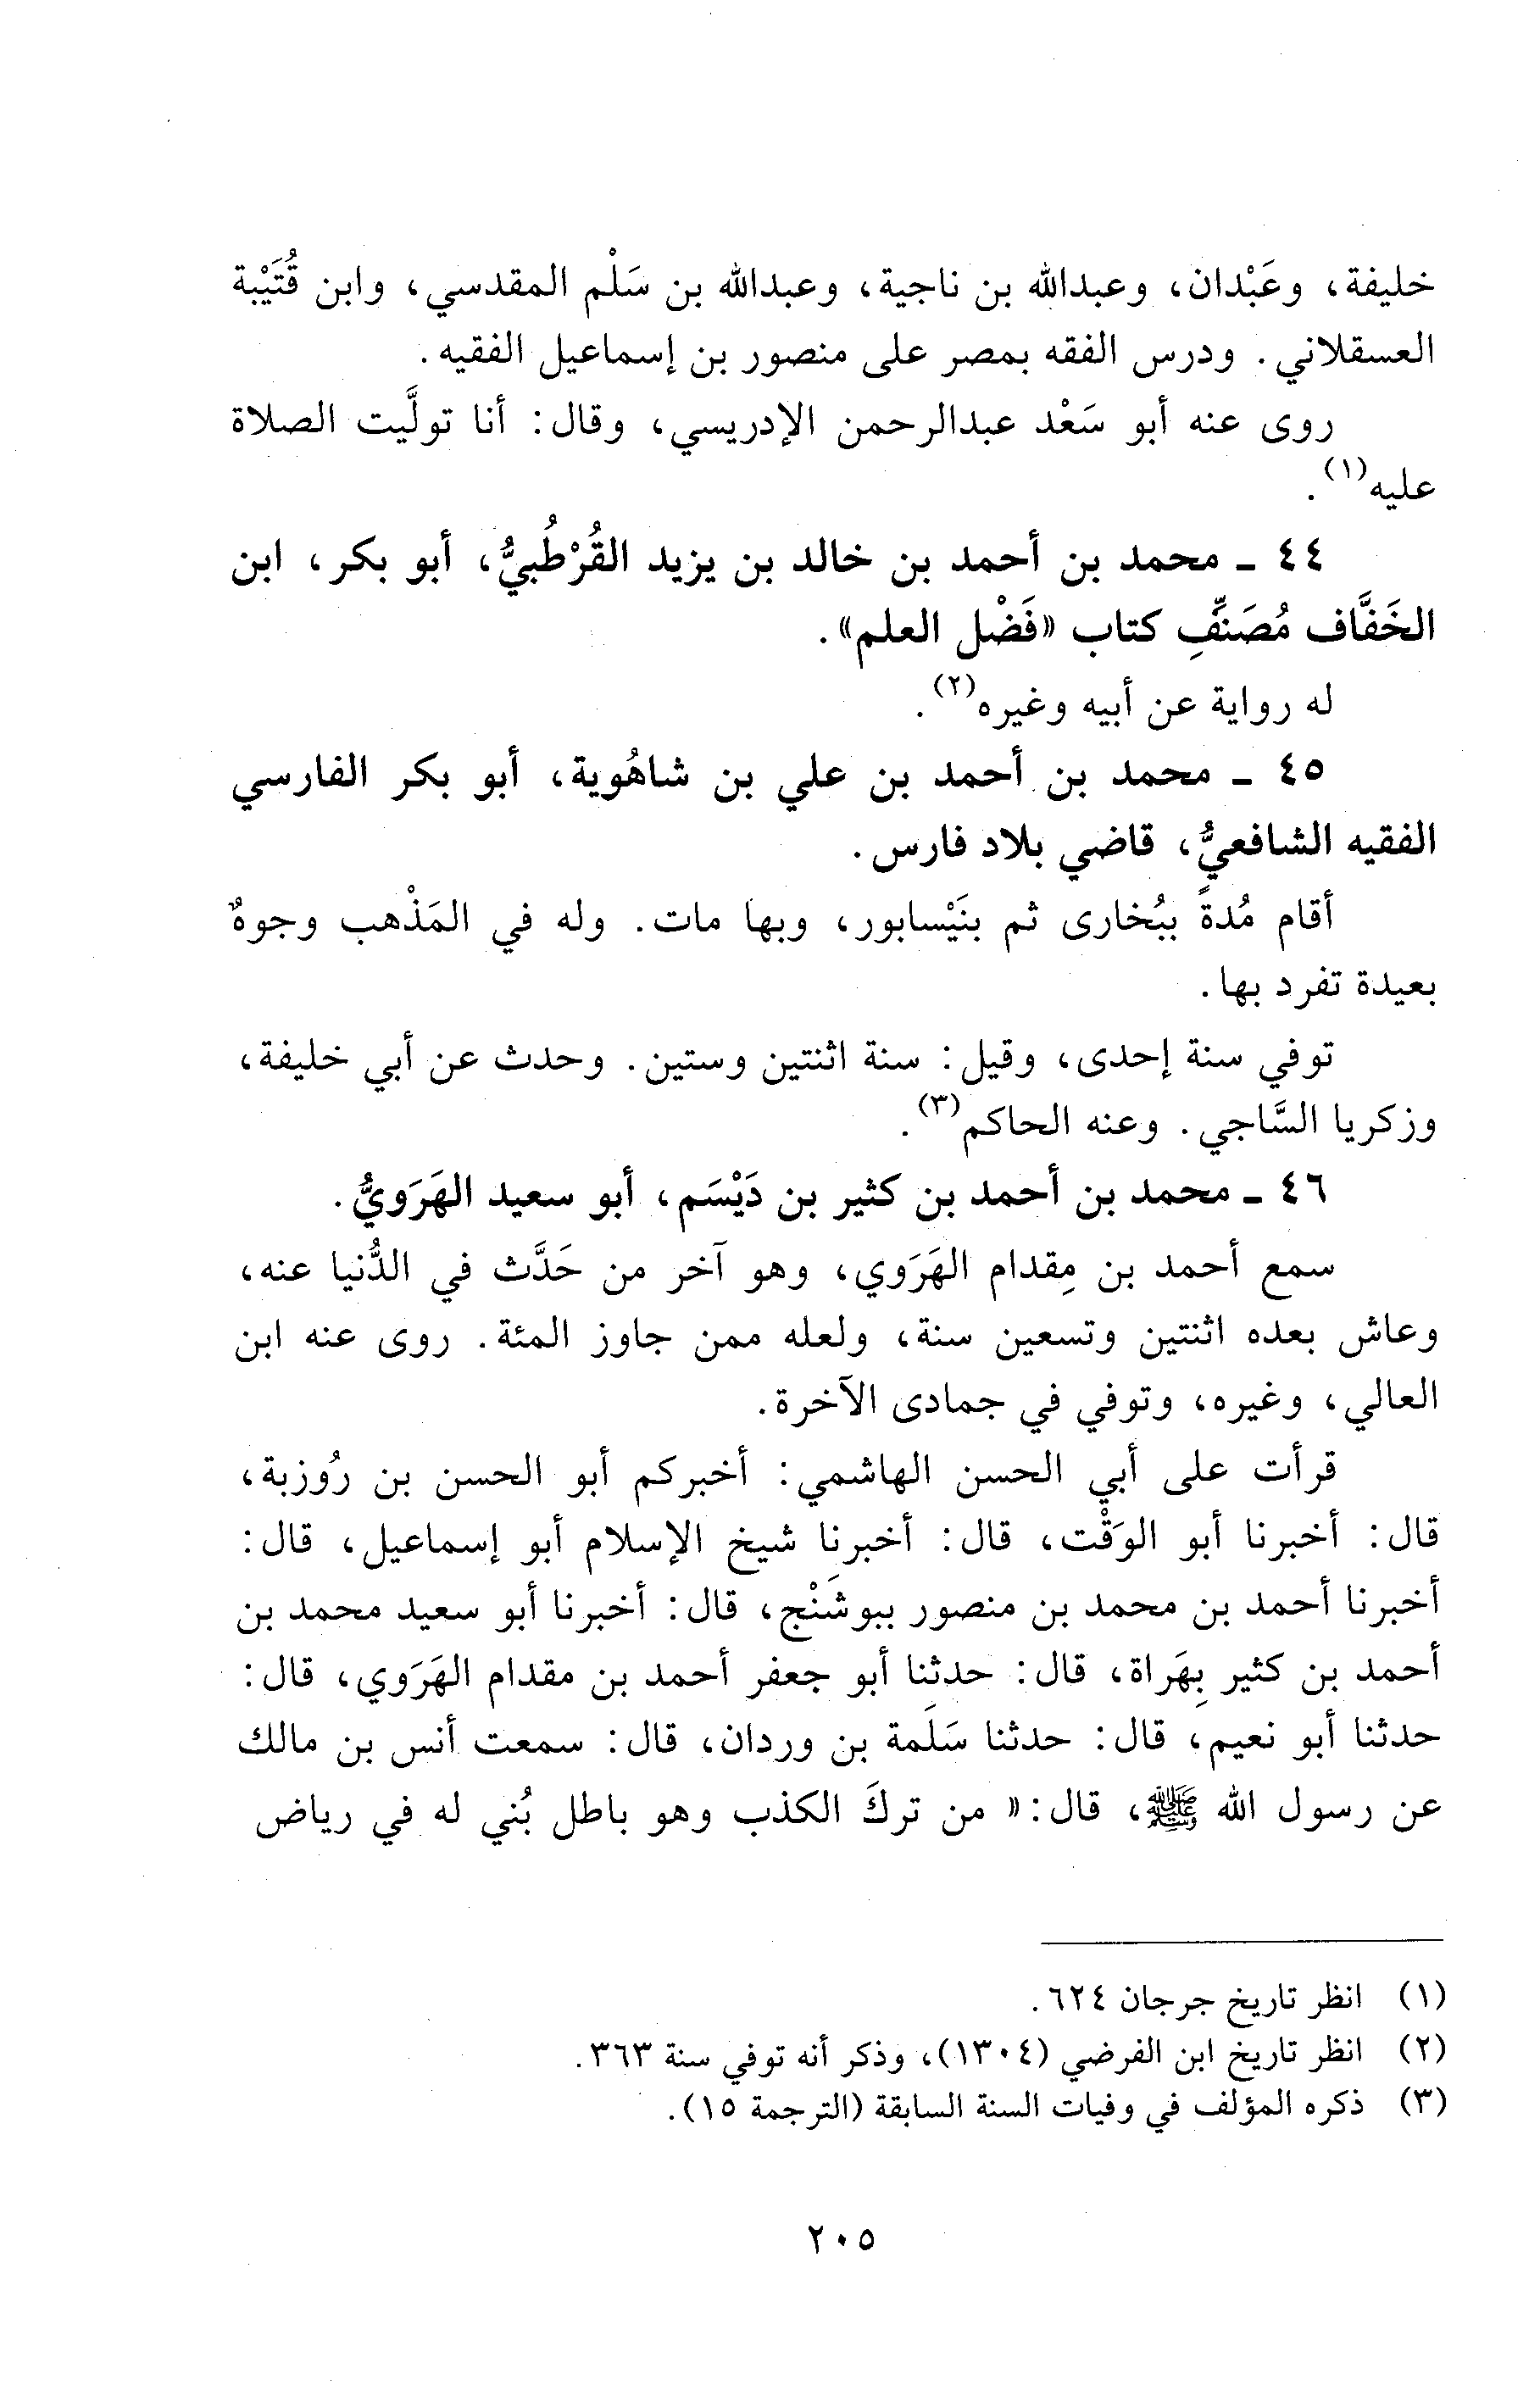 خليفة، وعَبْدان، وعبدالله بن ناجية، وعبدالله بن سَلْم المقدسي، وابن قُتَيْبة
العسقلاني. ودرس الفقه بمصر على منصور بن إسماعيل الفقيه.
روى عنه أبو سَعْد عبدالرحمن الإدريسي، وقال: أنا تولَّيت الصلاة
عليه(١).
٤٤ ـ محمد بن أحمد بن خالد بن يزيد القُرْطُبيُّ، أبو بكر، ابن
الخَفَّاف مُصَنِّفِ كتاب «فَضْل العلم».
له رواية عن أبيه وغيره(٢).
٤٥ ـ محمد بن أحمد بن علي بن شاهُوية، أبو بكر الفارسي
الفقيه الشافعيُّ، قاضي بلاد فارس.
أقام مُدةً ببُخارى ثم بنَيْسابور، وبها مات. وله في المَذْهب وجوهٌ
بعيدة تفرد بها.
توفي سنة إحدى، وقيل: سنة اثنتين وستين. وحدث عن أبي خليفة،
وزكريا السَّاجي. وعنه الحاكم(٣).
٤٦ ـ محمد بن أحمد بن كثير بن دَيْسَم، أبو سعيد الهَرَويُّ.
سمع أحمد بن مِقدام الهَرَوي، وهو آخر من حَدَّث في الدُّنيا عنه،
وعاش بعده اثنتين وتسعين سنة، ولعله ممن جاوز المئة. روى عنه ابن
العالي، وغيره، وتوفي في جمادى الآخرة.
قرأت على أبي الحسن الهاشمي: أخبركم أبو الحسن بن رُوزبة،
قال: أخبرنا أبو الوَقْت، قال: أخبرنا شيخ الإسلام أبو إسماعيل، قال:
أخبرنا أحمد بن محمد بن منصور ببوشَنْج، قال: أخبرنا أبو سعيد محمد بن
أحمد بن كثير بِهَراة، قال: حدثنا أبو جعفر أحمد بن مقدام الهَرَوي، قال:
حدثنا أبو نعيم، قال: حدثنا سَلَمة بن وردان، قال: سمعت أنس بن مالك
عن رسول الله ﷺ، قال: « من تركَ الكذب وهو باطل بُني له في رياض
(١) انظر تاريخ جرجان ٦٢٤.
(٢) انظر تاريخ ابن الفرضي (١٣٠٤)، وذكر أنه توفي سنة ٣٦٣.
(٣) ذكره المؤلف في وفيات السنة السابقة (الترجمة ١٥).
٢٠٥